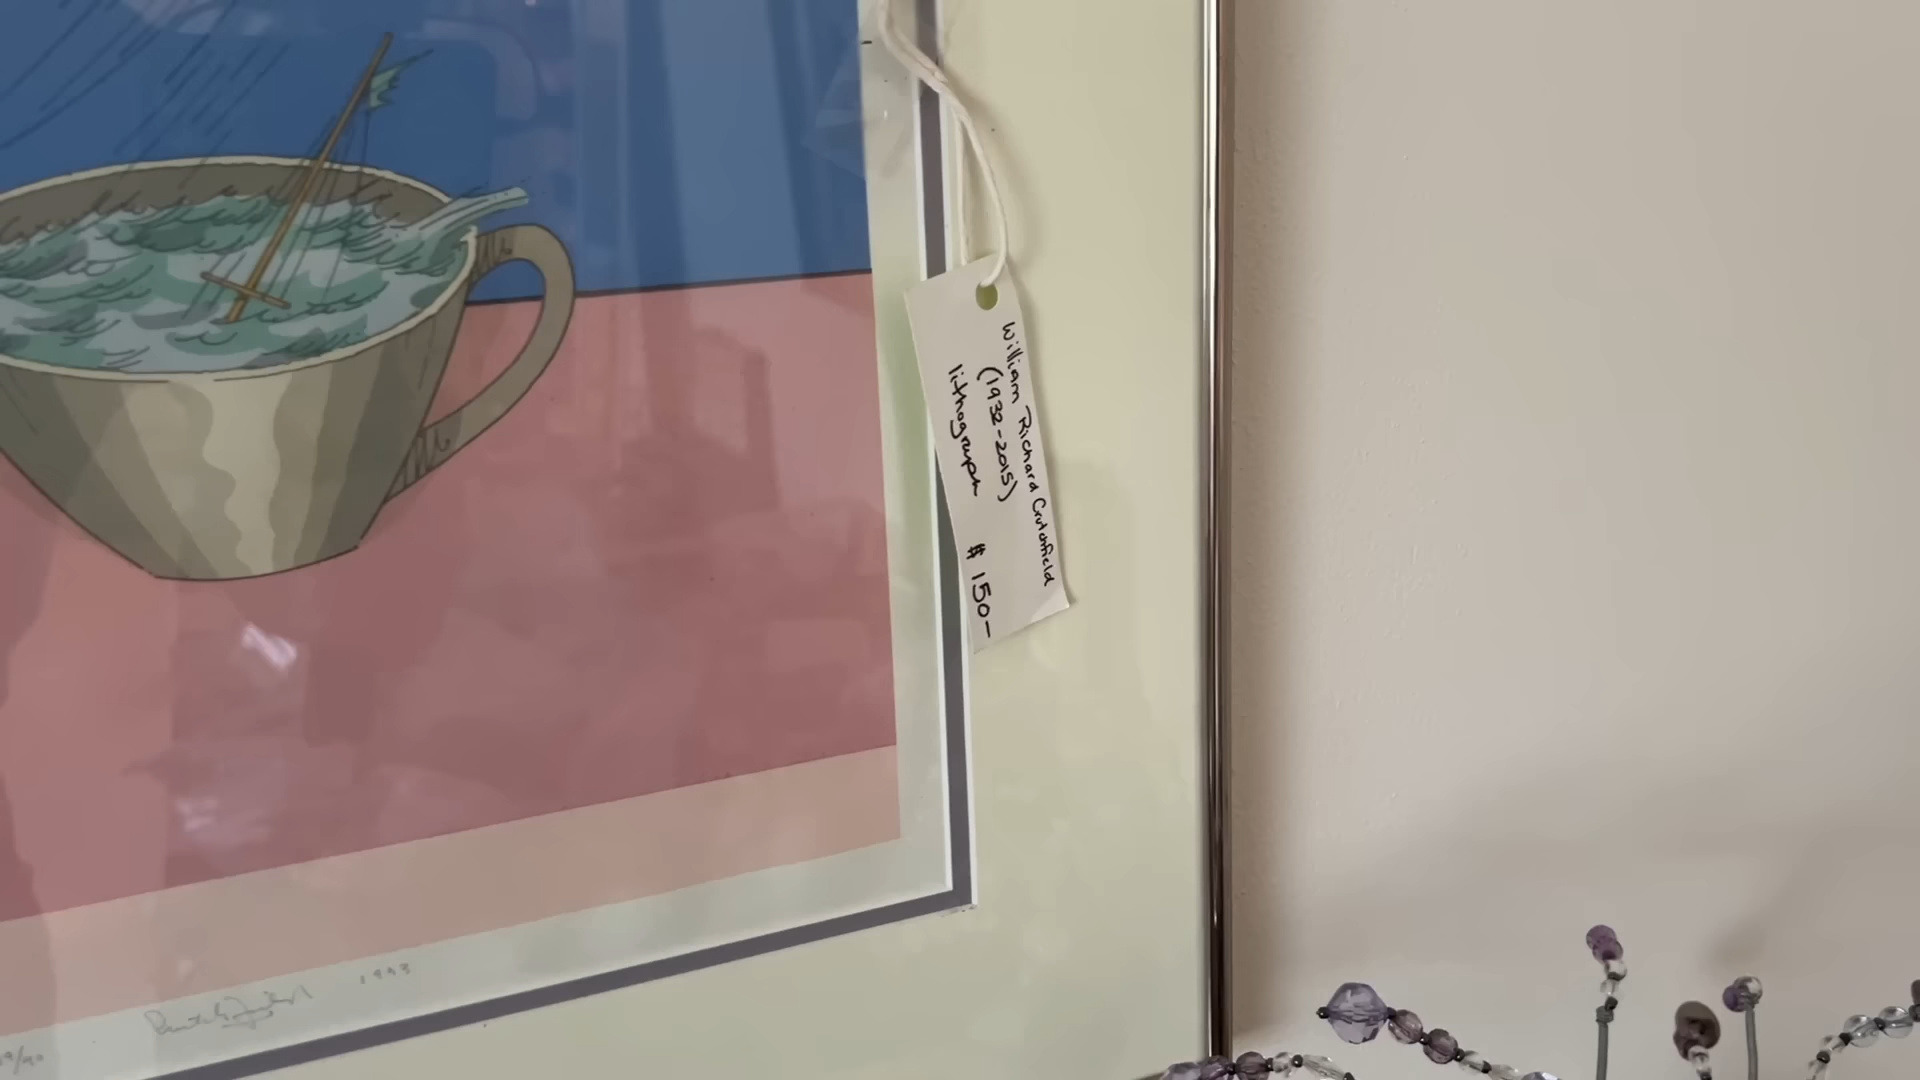 William Richard Crutchfield
(1932-2015)
lithograph
$150-
1993